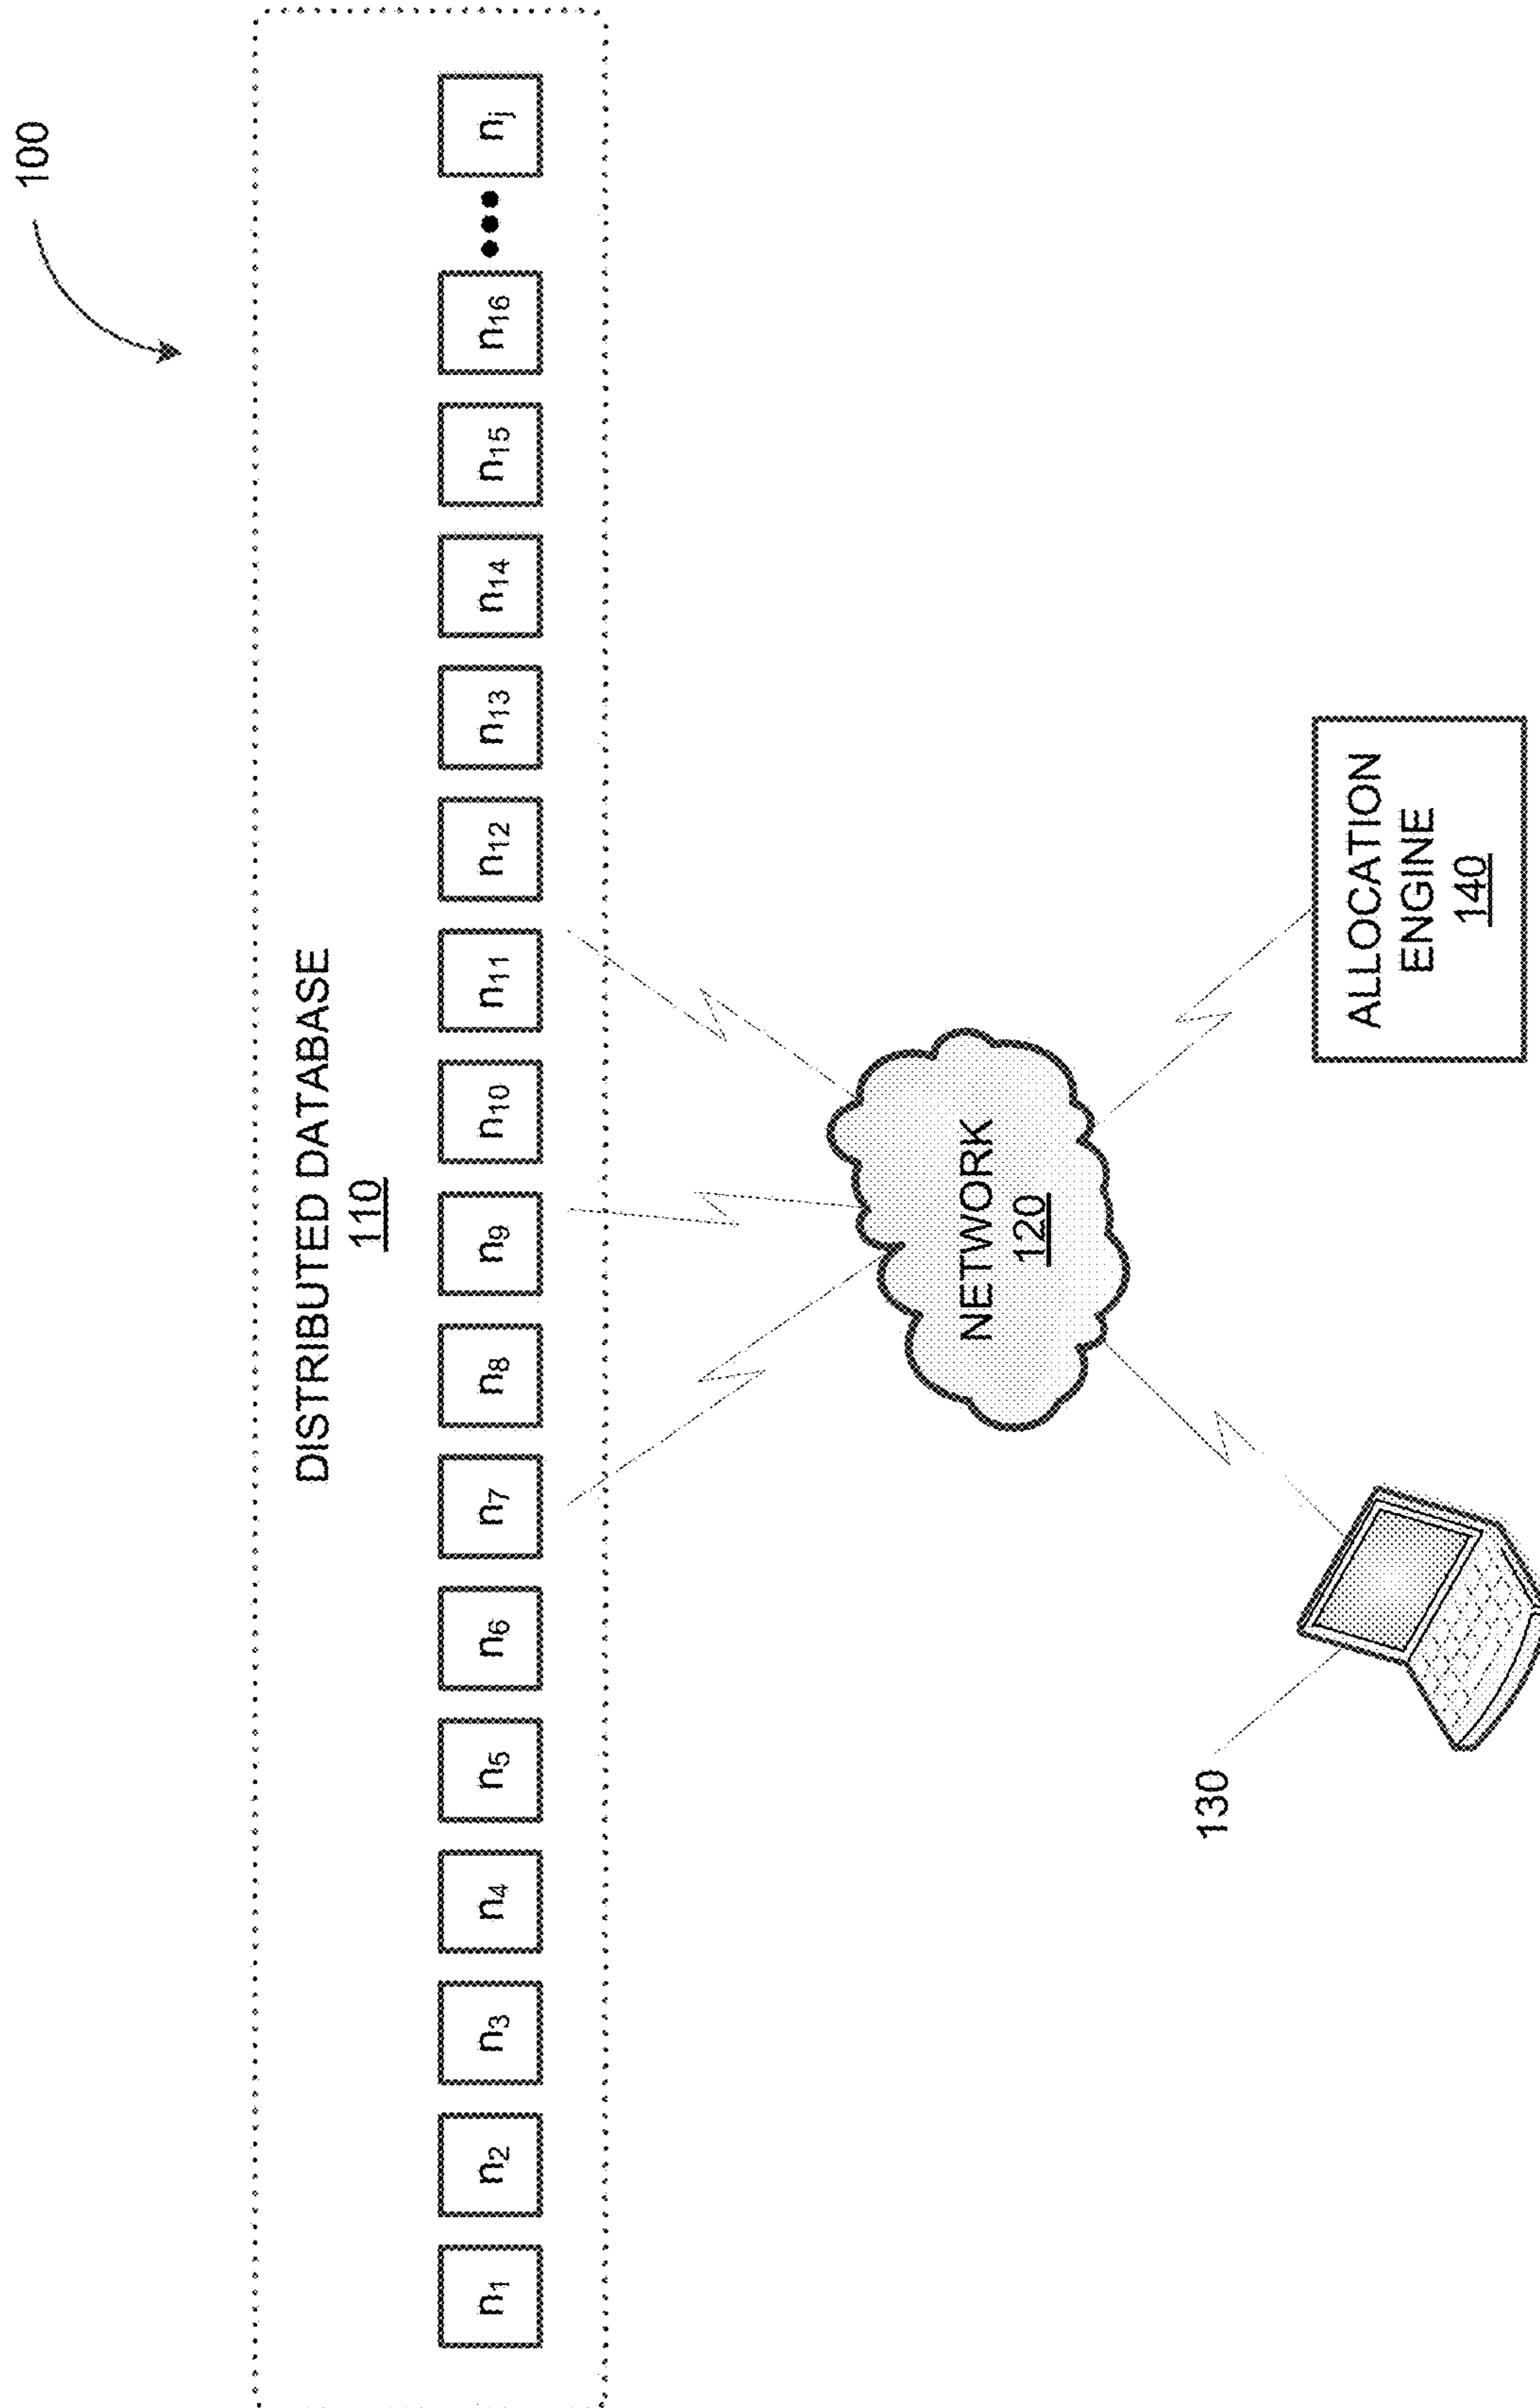 100
DISTRIBUTED DATABASE
110
n1 n2 n3 n4 n5 n6 n7 n8 n9 n10 n11 n12 n13 n14 n15 n16 ••• nj
NETWORK
120
130
ALLOCATION
ENGINE
140